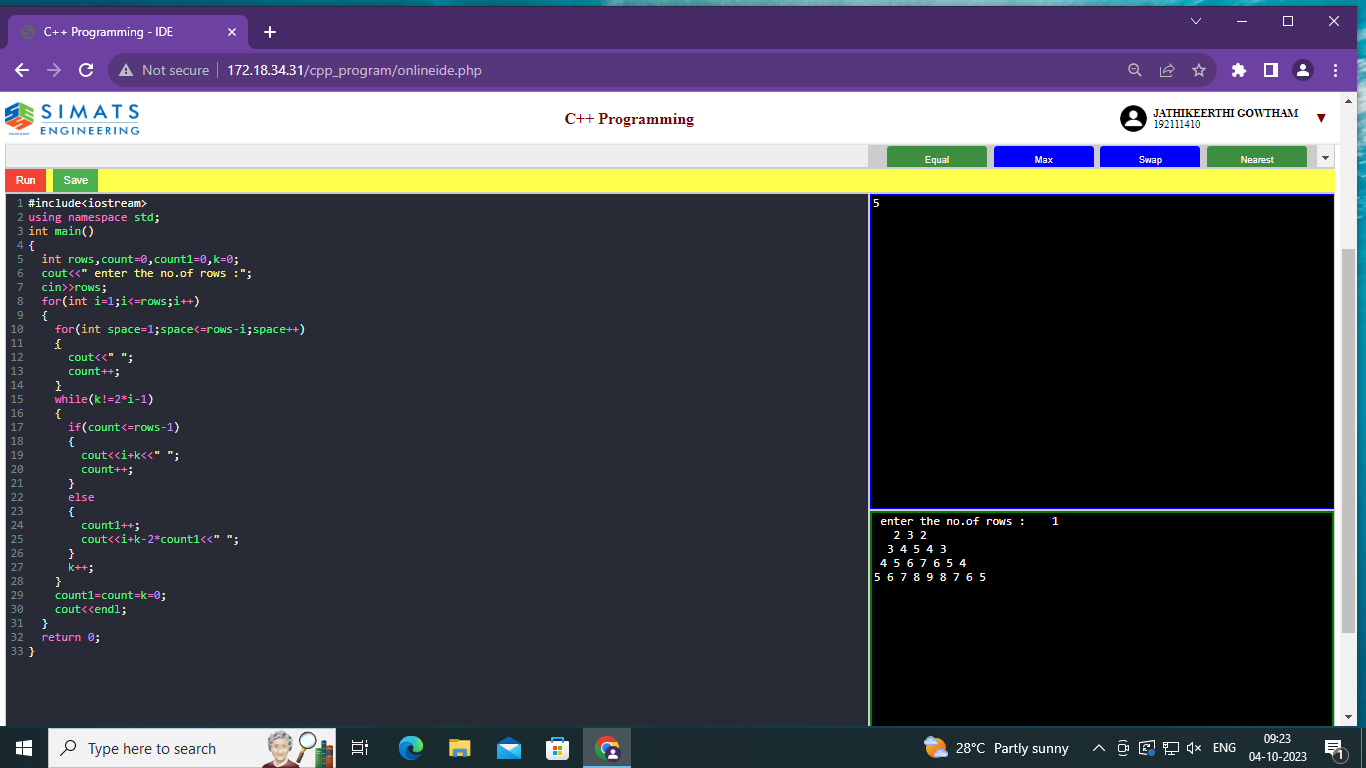 C++ Programming - IDE
Not secure 172.18.34.31/cpp_program/onlineide.php
SIMATS
ENGINEERING
C++ Programming
JATHIKEERTHI GOWTHAM
192111410
Equal Max Swap Nearest
Run Save
1 #include<iostream>
2 using namespace std;
3 int main()
4 {
5 int rows,count=0,count1=0,k=0;
6 cout<<" enter the no.of rows :";
7 cin>>rows;
8 for(int i=1;i<=rows;i++)
9 {
10 for(int space=1;space<=rows-i;space++)
11 {
12 cout<<" ";
13 count++;
14 }
15 while(k!=2*i-1)
16 {
17 if(count<=rows-1)
18 {
19 cout<<i+k<<" ";
20 count++;
21 }
22 else
23 {
24 count1++;
25 cout<<i+k-2*count1<<" ";
26 }
27 k++;
28 }
29 count1=count=k=0;
30 cout<<endl;
31 }
32 return 0;
33 }
5
enter the no.of rows :    1
2 3 2
3 4 5 4 3
4 5 6 7 6 5 4
5 6 7 8 9 8 7 6 5
Type here to search
28°C Partly sunny
ENG
09:23
04-10-2023
1